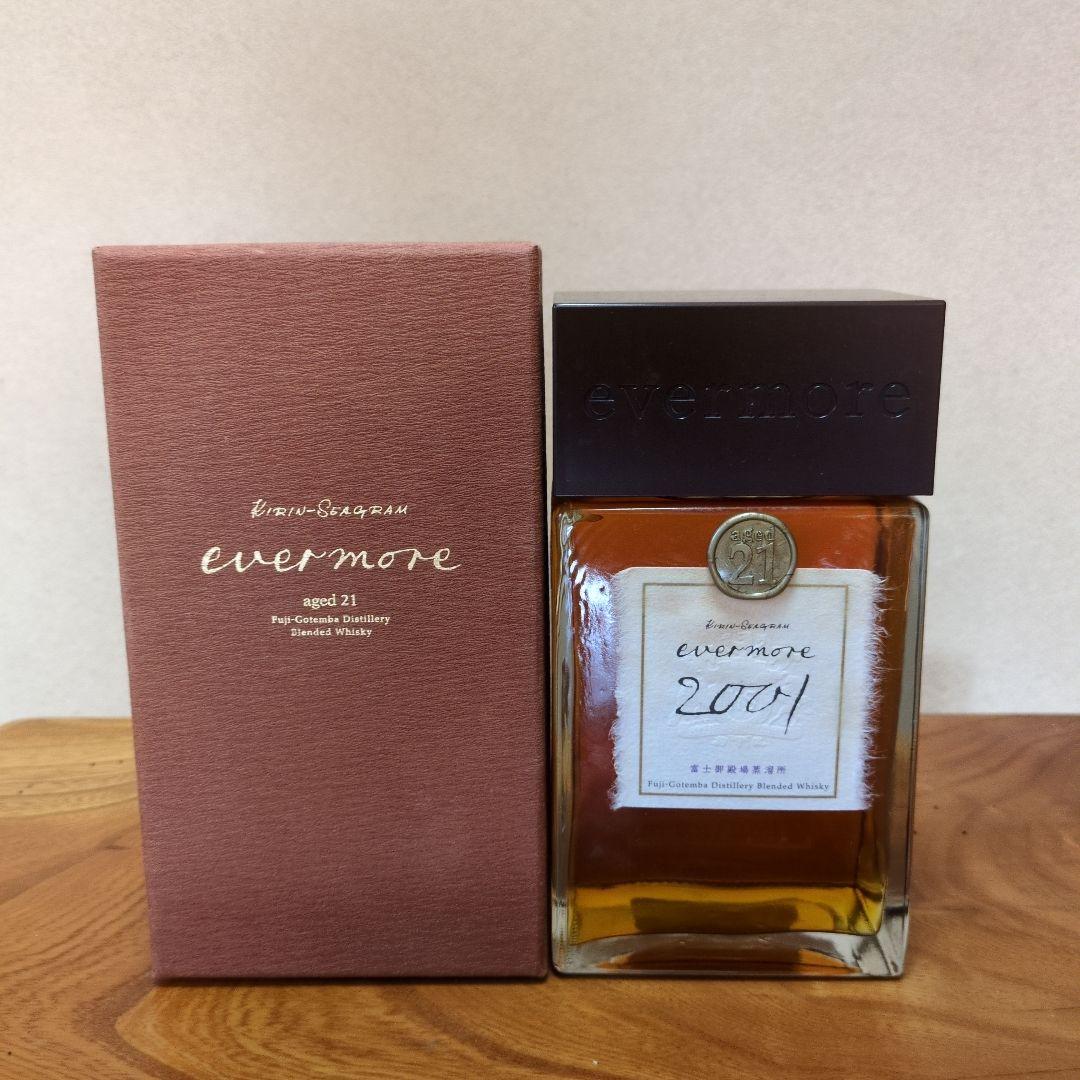 KIRIN-SEAGRAM
evermore
aged 21
Fuji-Gotemba Distillery
Blended Whisky
evermore
aged
21
KIRIN-SEAGRAM
evermore
2001
富士御殿場蒸溜所
Fuji-Gotemba Distillery Blended Whisky